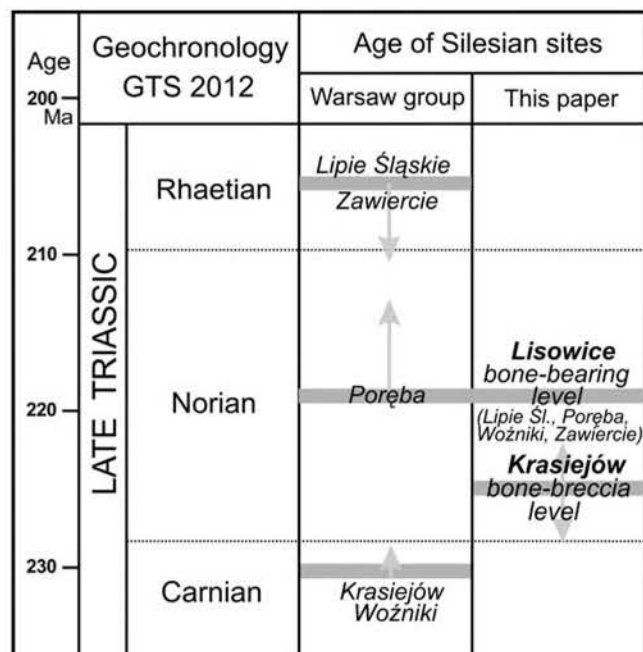 Age
200
Ma
210
220
230
Geochronology
GTS 2012
Age of Silesian sites
Warsaw group
This paper
LATE TRIASSIC
Rhaetian
Norian
Carnian
Lipie Śląskie
Zawiercie
Poręba
Krasiejów
Woźniki
Lisowice
bone-bearing
level
(Lipie Śl., Poręba,
Woźniki, Zawiercie)
Krasiejów
bone-breccia
level